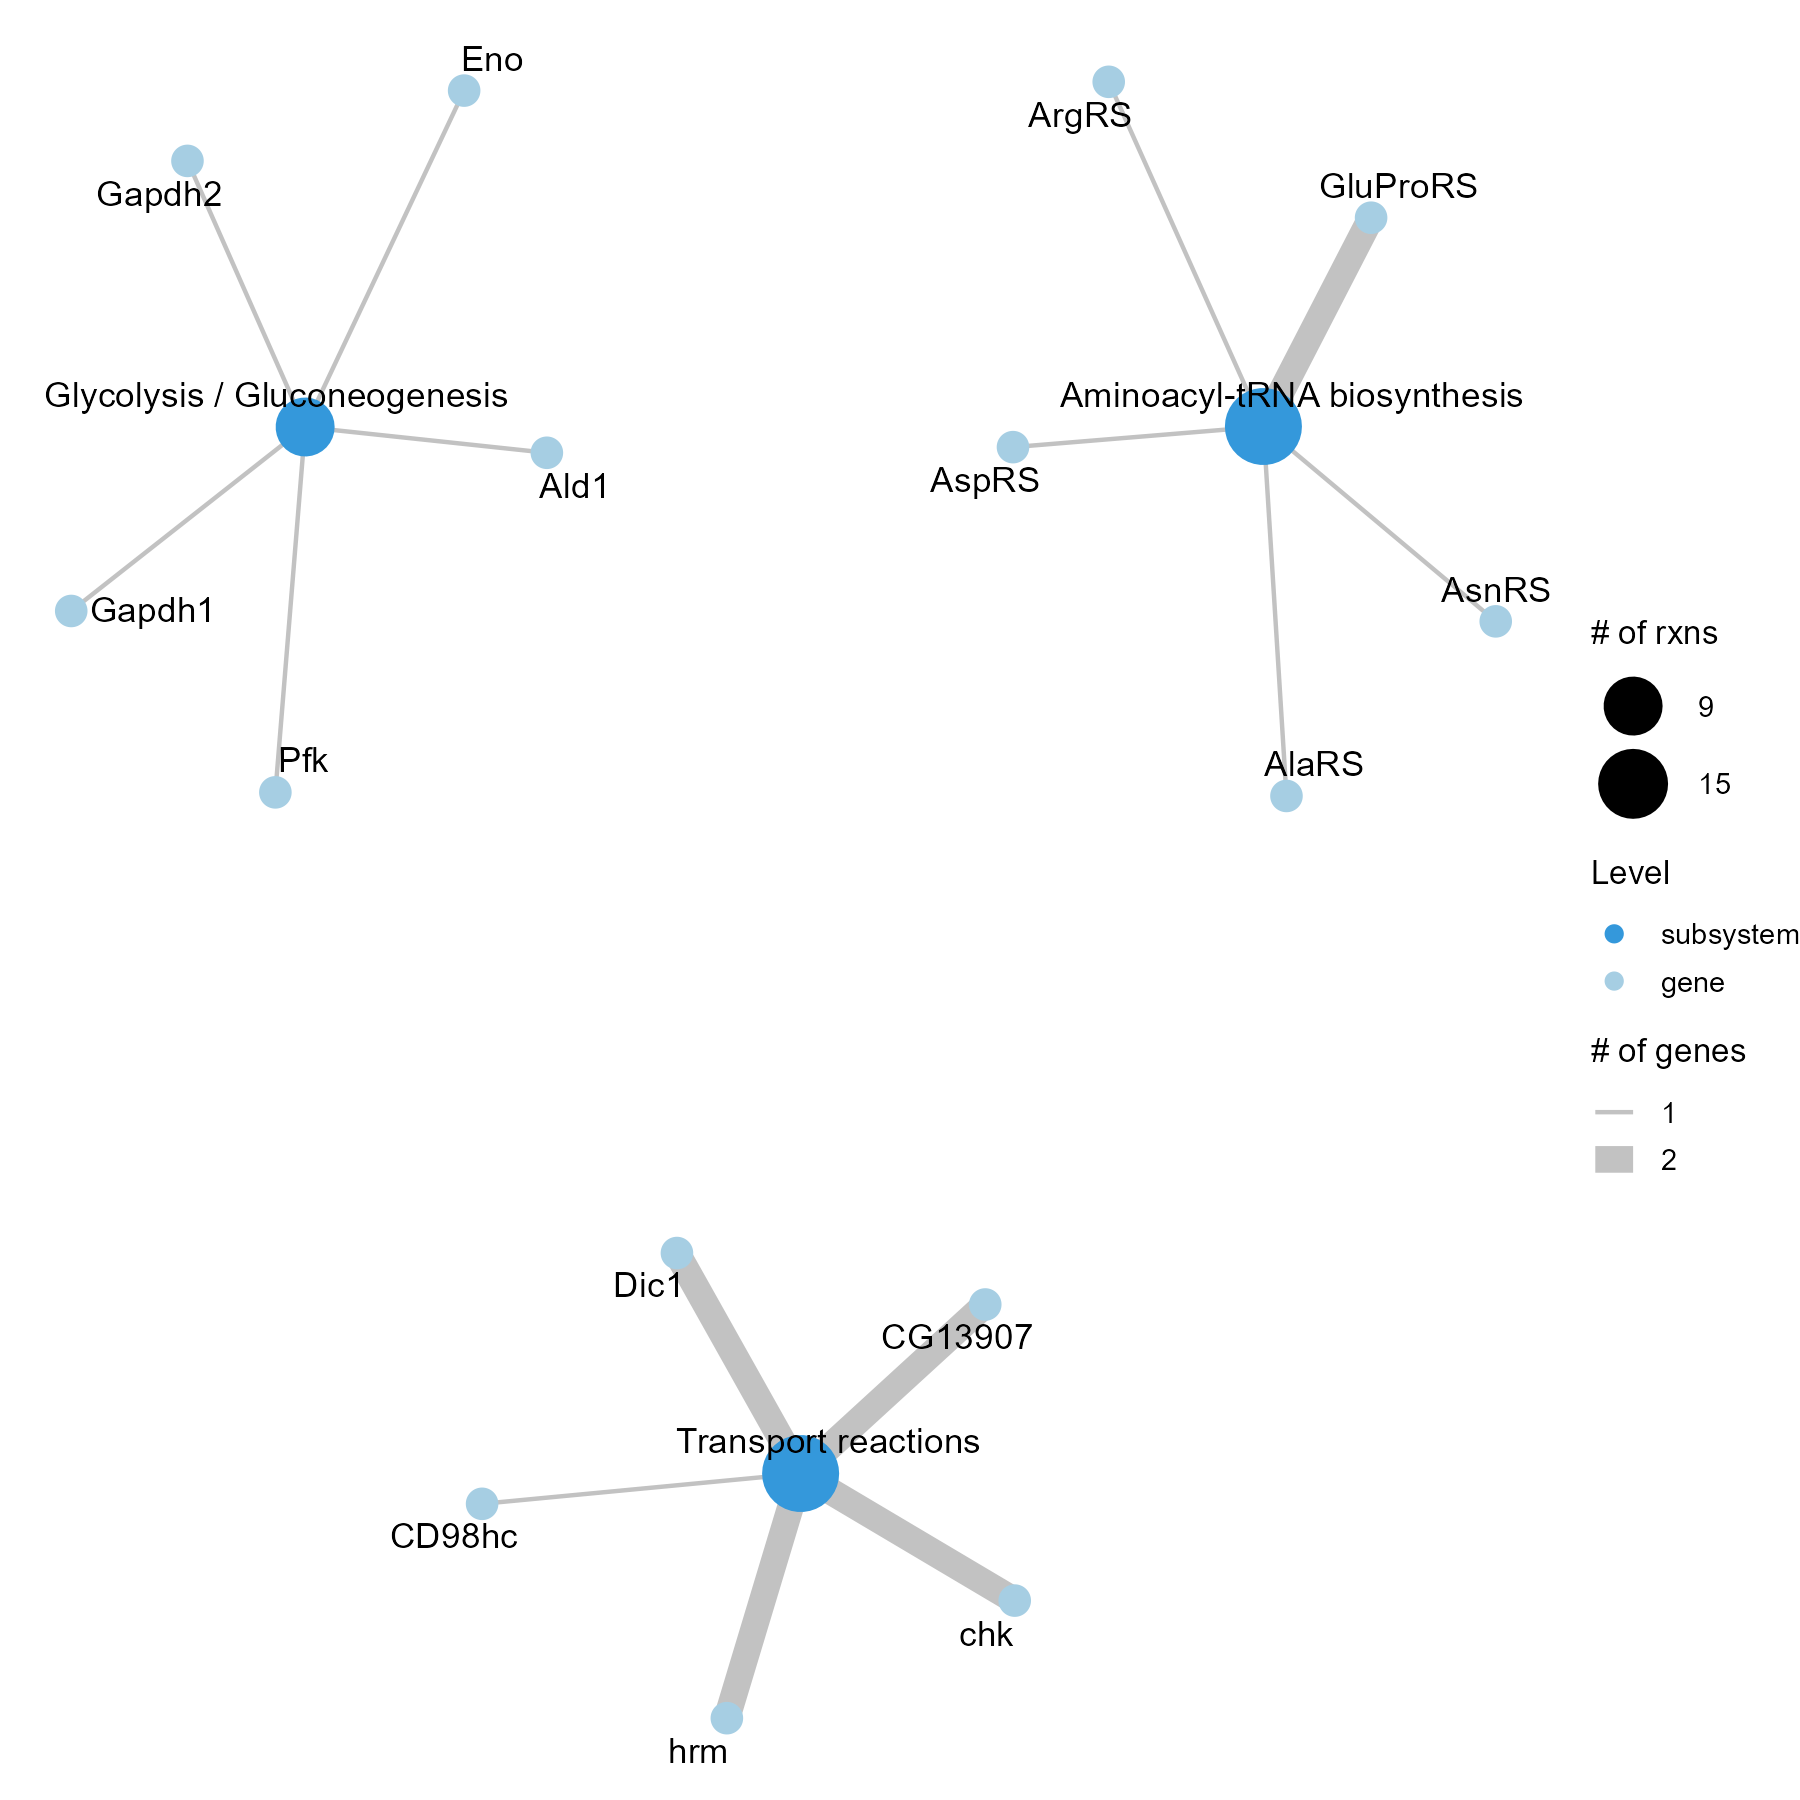 Eno
Gapdh2
Glycolysis / Gluconeogenesis
Ald1
Gapdh1
Pfk
ArgRS
GluProRS
Aminoacyl-tRNA biosynthesis
AspRS
AsnRS
AlaRS
# of rxns
9
15
Level
subsystem
gene
# of genes
1
2
Dic1
CG13907
Transport reactions
CD98hc
chk
hrm